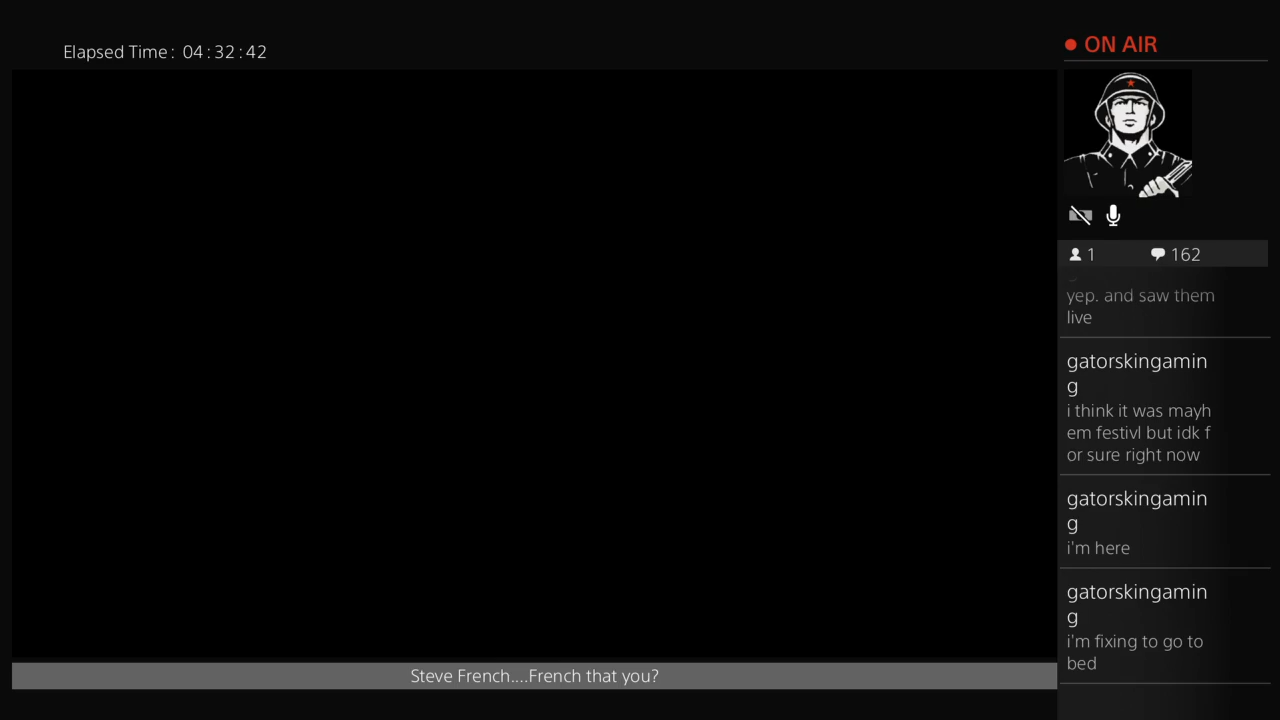 Elapsed Time: 04:32:42
ON AIR
1 162
yep. and saw them
live
gatorskingamin
g
i think it was mayh
em festivl but idk f
or sure right now
gatorskingamin
g
i'm here
gatorskingamin
g
i'm fixing to go to
bed
Steve French....French that you?